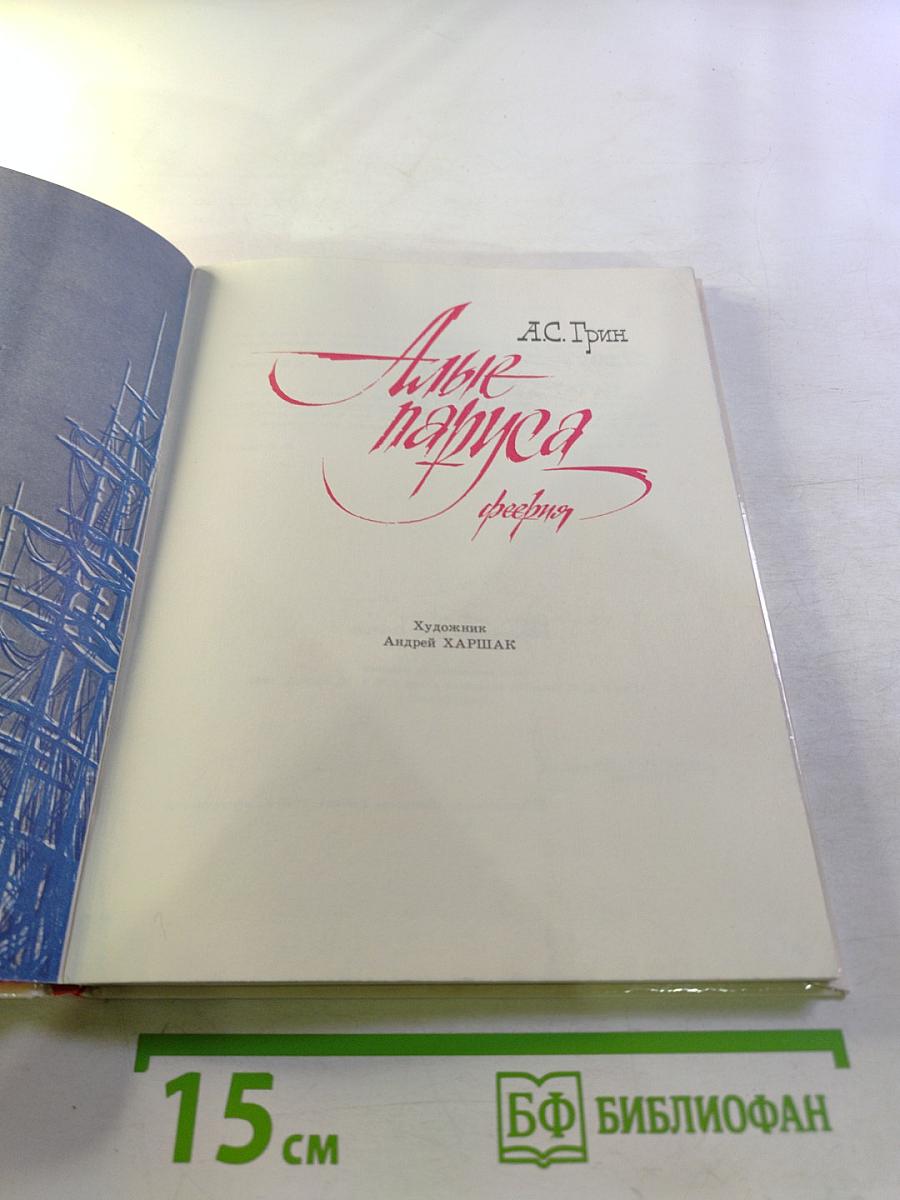 А.С. Грин
Алые
паруса
феерия
Художник
Андрей ХАРШАК
15 см
БФ БИБЛИОФАН